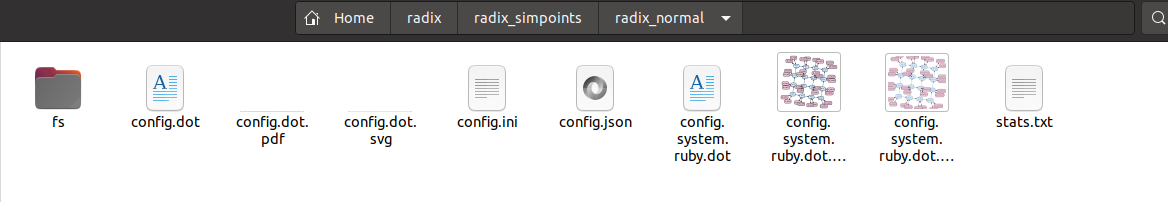 Home radix radix_simpoints radix_normal
A A
fs config.dot config.dot. config.dot. config.ini config.json config. config. config. stats.txt
pdf svg system. system. system.
ruby.dot ruby.dot.… ruby.dot.…